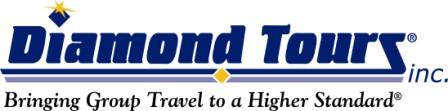 Diamond Tours® inc.
Bringing Group Travel to a Higher Standard®